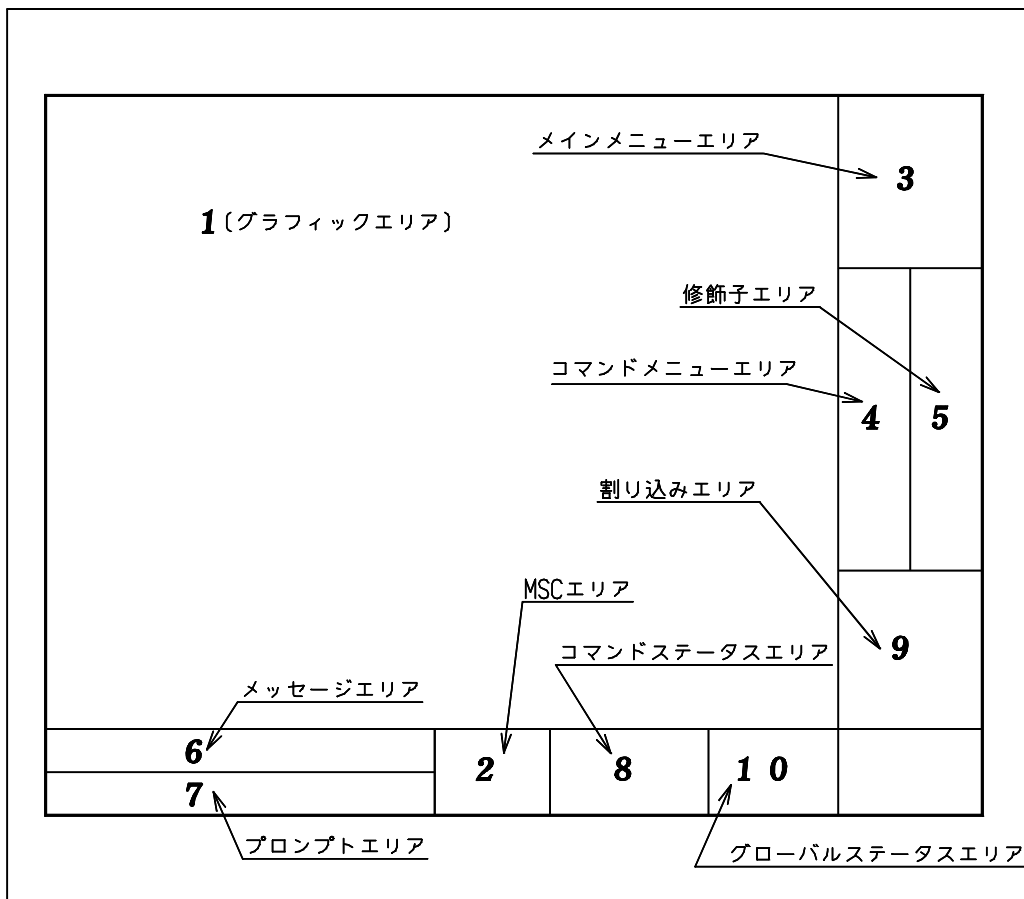 メインメニューエリア
3
1(グラフィックエリア)
修飾子エリア
コマンドメニューエリア
4
5
割り込みエリア
MSCエリア
9
コマンドステータスエリア
メッセージエリア
6
2
8
10
7
プロンプトエリア
グローバルステータスエリア